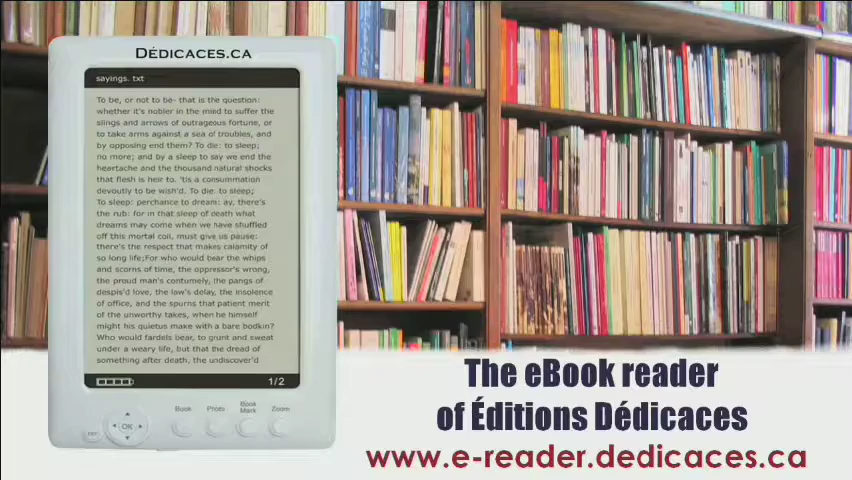 DÉDICACES.CA
sayings. txt
To be, or not to be- that is the question:
whether it's nobler in the mind to suffer the
slings and arrows of outrageous fortune, or
to take arms against a sea of troubles, and
by opposing end them? To die: to sleep;
no more; and by a sleep to say we end the
heartache and the thousand natural shocks
that flesh is heir to. 'tis a consummation
devoutly to be wish'd. To die: to sleep;
To sleep: perchance to dream: ay, there's
the rub: for in that sleep of death what
dreams may come when we have shuffled
off this mortal coil, must give us pause:
there's the respect that makes calamity of
so long life;For who would bear the whips
and scorns of time, the oppressor's wrong,
the proud man's contumely, the pangs of
despis'd love, the law's delay, the insolence
of office, and the spurns that patient merit
of the unworthy takes, when he himself
might his quietus make with a bare bodkin?
Who would fardels bear, to grunt and sweat
under a weary life, but that the dread of
something after death, the undiscover'd
1/2
Book Photo Book Mark Zoom
OK
The eBook reader
of Éditions Dédicaces
www.e-reader.dedicaces.ca